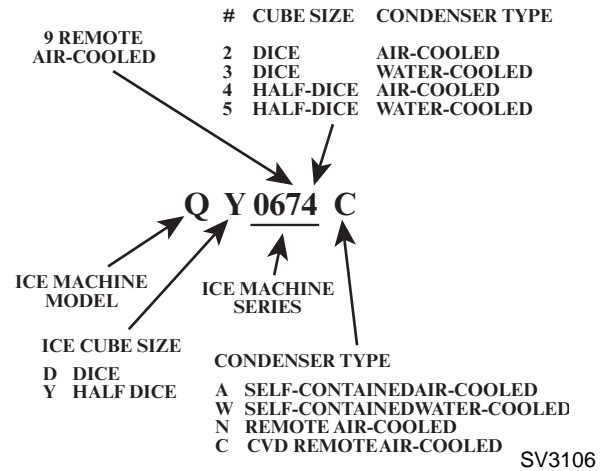 # CUBE SIZE CONDENSER TYPE
9 REMOTE
AIR-COOLED
2 DICE AIR-COOLED
3 DICE WATER-COOLED
4 HALF-DICE AIR-COOLED
5 HALF-DICE WATER-COOLED
Q Y 0674 C
ICE MACHINE
MODEL
ICE MACHINE
SERIES
ICE CUBE SIZE
D DICE
Y HALF DICE
CONDENSER TYPE
A SELF-CONTAINEDAIR-COOLED
W SELF-CONTAINEDWATER-COOLED
N REMOTE AIR-COOLED
C CVD REMOTEAIR-COOLED
SV3106